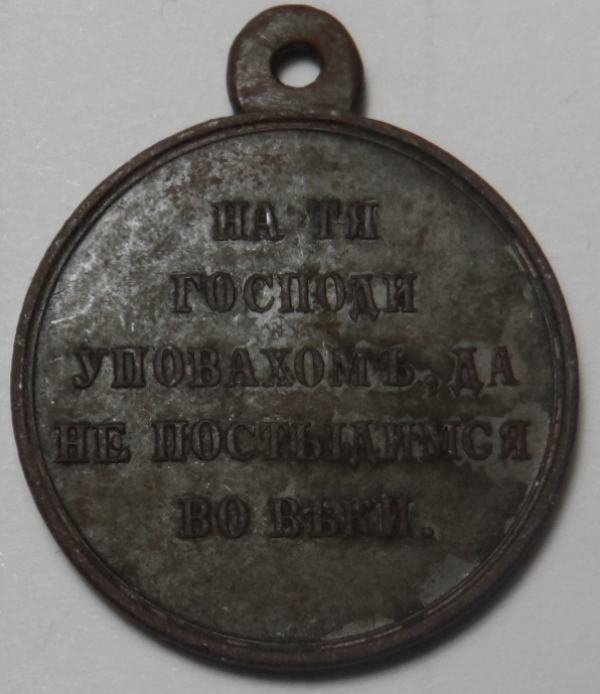 НА ТЯ
ГОСПОДИ
УПОВАХОМЪ, ДА
НЕ ПОСТЫДИМСЯ
ВО ВѢКИ.